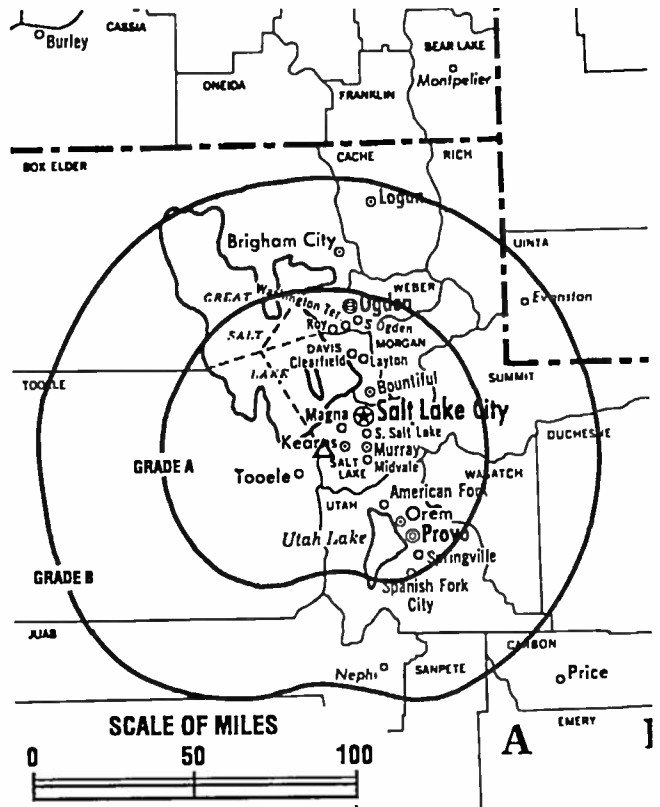 CASSIA
Burley
BEAR LAKE
Montpelier
ONEIDA
FRANKLIN
BOX ELDER
CACHE
RICH
Logan
Brigham City
UINTA
GREAT
WEBER
Washington Ter.
Ogden
Evanston
Roy
S. Ogden
SALT
MORGAN
DAVIS
Clearfield
Layton
LAKE
SUMMIT
TOOELE
Bountiful
Magna
Salt Lake City
S. Salt Lake
DUCHESNE
Kearns
Murray
GRADE A
SALT
LAKE
Midvale
WASATCH
Tooele
American Fork
UTAH
Orem
Utah Lake
Provo
Springville
GRADE B
Spanish Fork
City
JUAB
CARBON
Nephi
SANPETE
Price
SCALE OF MILES
EMERY
A
0 50 100